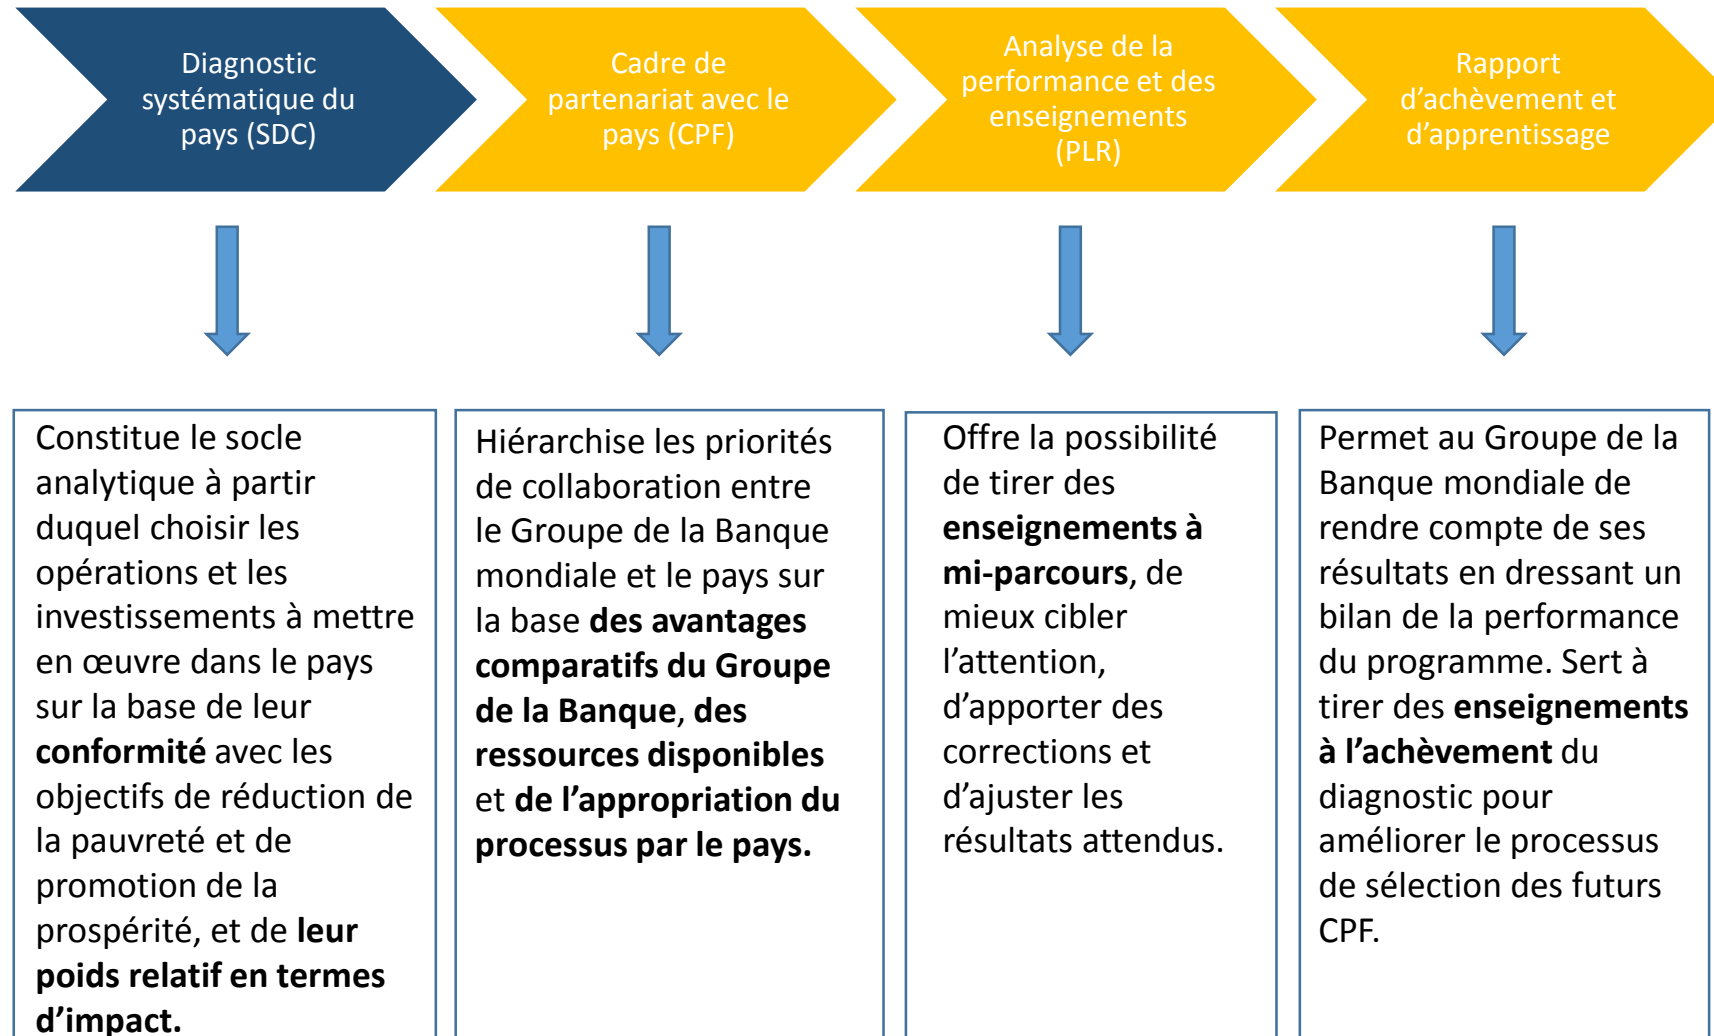 Diagnostic
systématique du
pays (SDC)
Cadre de
partenariat avec le
pays (CPF)
Analyse de la
performance et des
enseignements
(PLR)
Rapport
d’achèvement et
d’apprentissage
Constitue le socle
analytique à partir
duquel choisir les
opérations et les
investissements à mettre
en œuvre dans le pays
sur la base de leur
conformité avec les
objectifs de réduction de
la pauvreté et de
promotion de la
prospérité, et de leur
poids relatif en termes
d’impact.
Hiérarchise les priorités
de collaboration entre
le Groupe de la Banque
mondiale et le pays sur
la base des avantages
comparatifs du Groupe
de la Banque, des
ressources disponibles
et de l’appropriation du
processus par le pays.
Offre la possibilité
de tirer des
enseignements à
mi-parcours, de
mieux cibler
l’attention,
d’apporter des
corrections et
d’ajuster les
résultats attendus.
Permet au Groupe de la
Banque mondiale de
rendre compte de ses
résultats en dressant un
bilan de la performance
du programme. Sert à
tirer des enseignements
à l’achèvement du
diagnostic pour
améliorer le processus
de sélection des futurs
CPF.